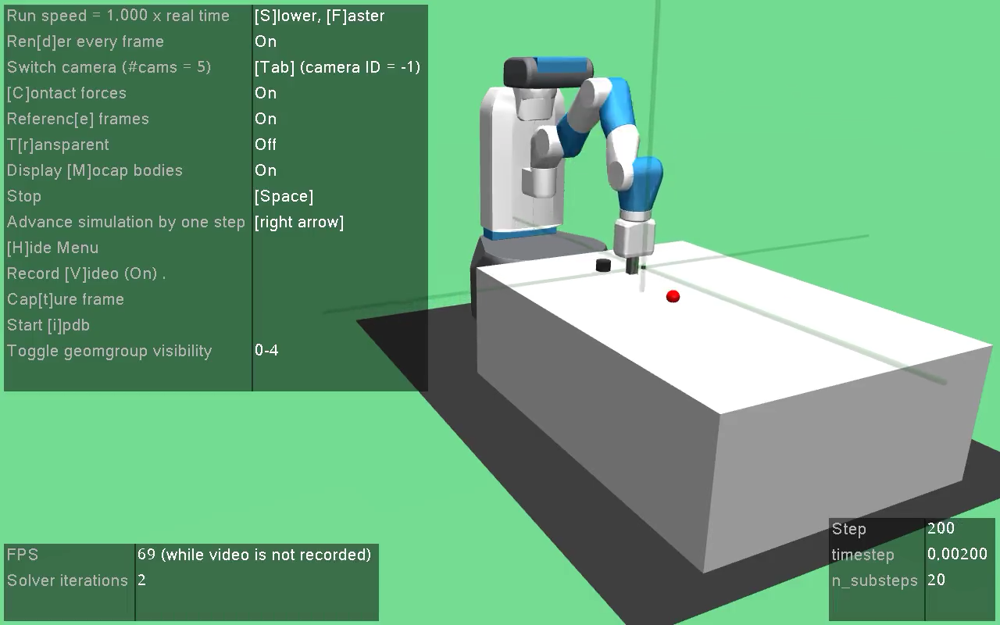 Run speed = 1.000 x real time [S]lower, [F]aster
Ren[d]er every frame On
Switch camera (#cams = 5) [Tab] (camera ID = -1)
[C]ontact forces On
Referenc[e] frames On
T[r]ansparent Off
Display [M]ocap bodies On
Stop [Space]
Advance simulation by one step [right arrow]
[H]ide Menu
Record [V]ideo (On) .
Cap[t]ure frame
Start [i]pdb
Toggle geomgroup visibility 0-4
FPS 69 (while video is not recorded)
Solver iterations 2
Step 200
timestep 0.00200
n_substeps 20